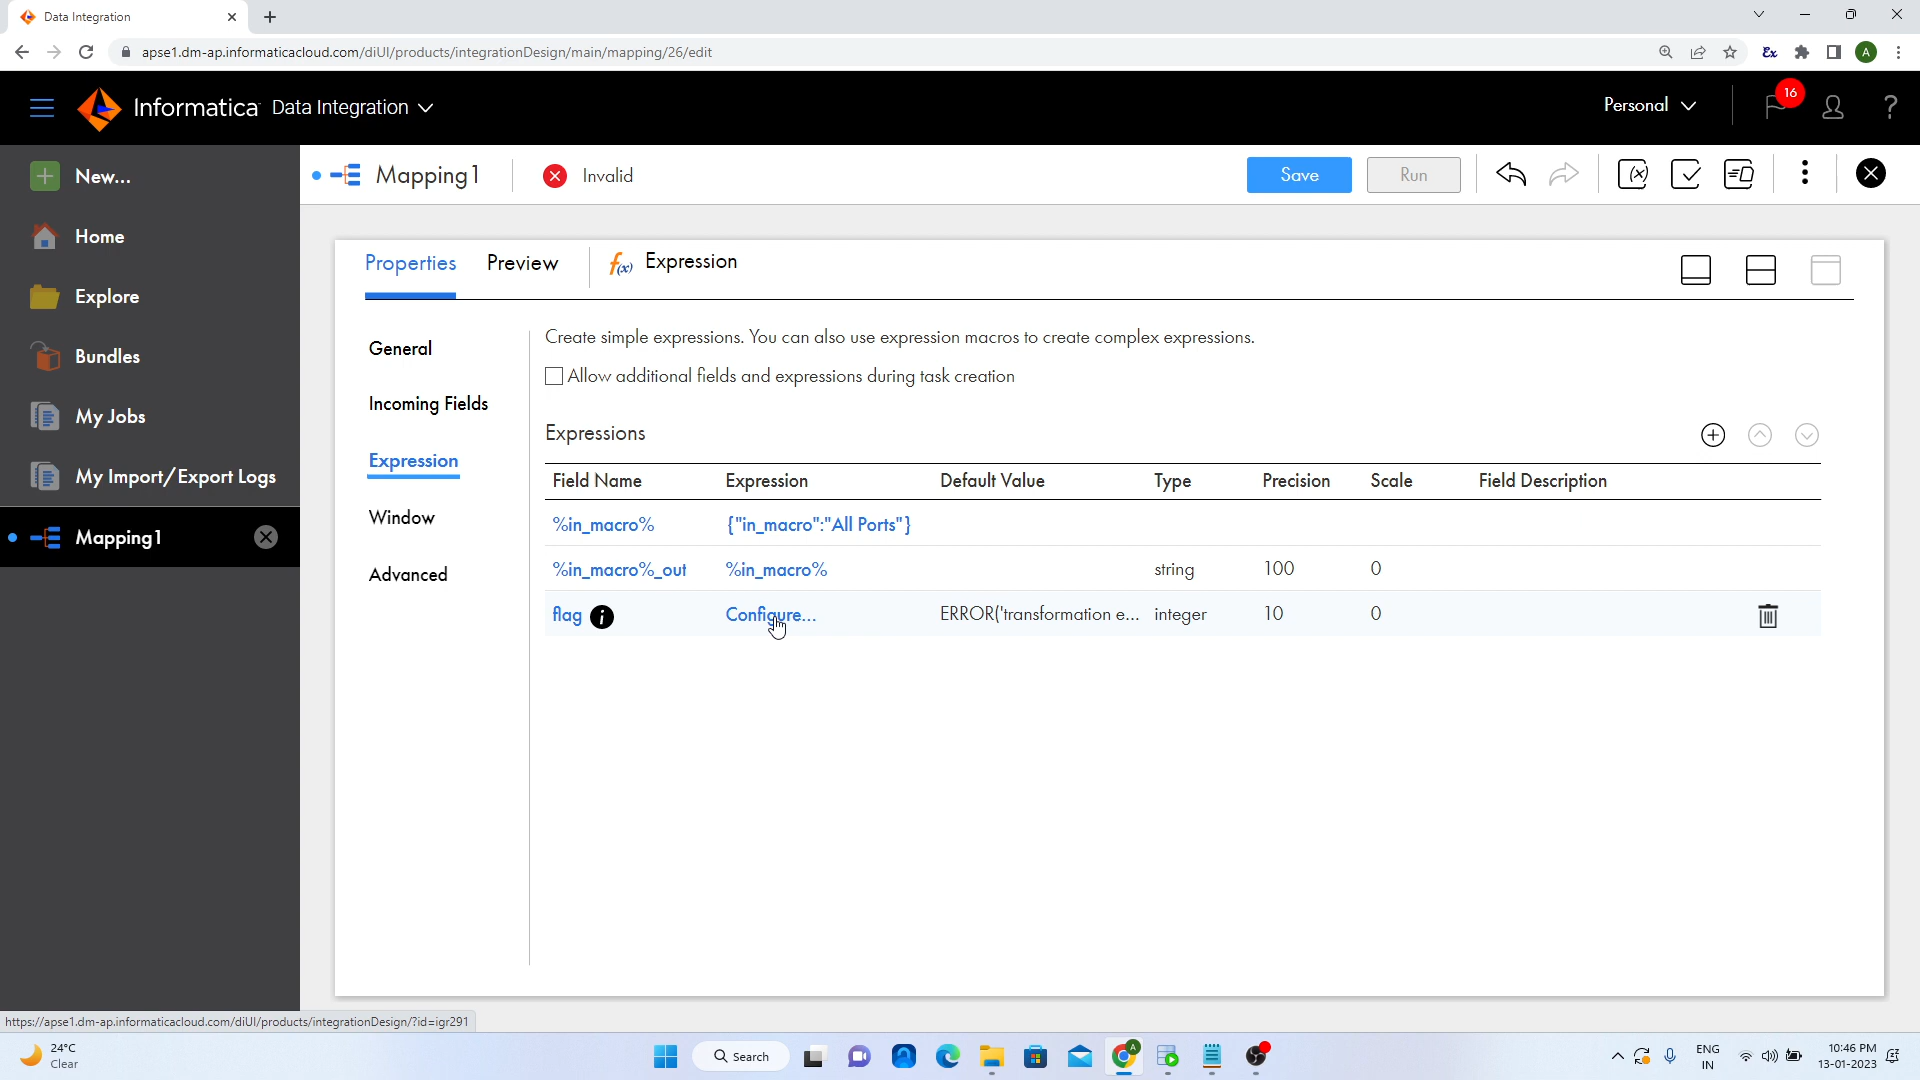 Data Integration
apse1.dm-ap.informaticacloud.com/diUI/products/integrationDesign/main/mapping/26/edit
Ex
A
Informatica Data Integration
Personal
16
?
New...
Mapping1
Invalid
Save
Run
Home
Explore
Bundles
My Jobs
My Import/Export Logs
Mapping1
Properties
Preview
f(x) Expression
General
Incoming Fields
Expression
Window
Advanced
Create simple expressions. You can also use expression macros to create complex expressions.
Allow additional fields and expressions during task creation
Expressions
Field Name Expression Default Value Type Precision Scale Field Description
%in_macro% {"in_macro":"All Ports"}
%in_macro%_out %in_macro% string 100 0
flag i Configure... ERROR('transformation e... integer 10 0
https://apse1.dm-ap.informaticacloud.com/diUI/products/integrationDesign/?id=igr291
24°C
Clear
Search
A
ENG
IN
10:46 PM
13-01-2023